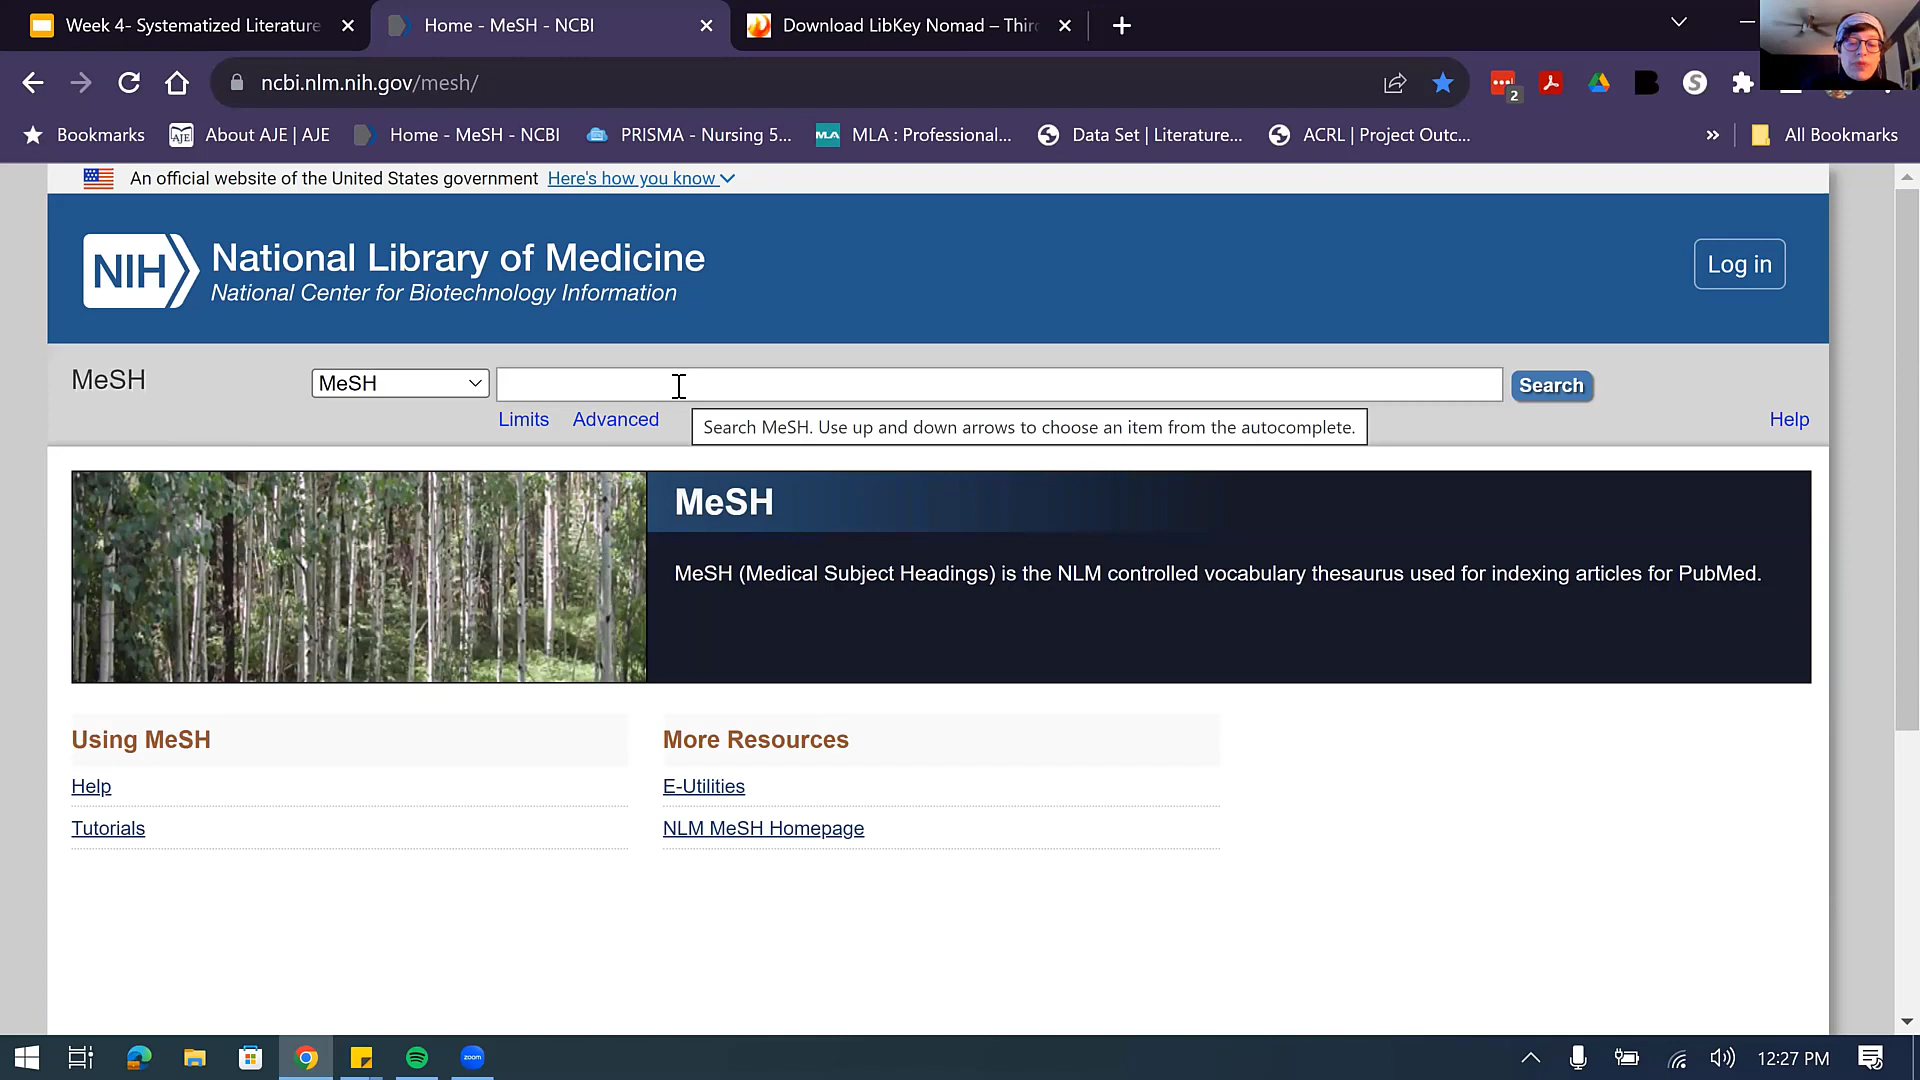 Week 4- Systematized Literature
Home - MeSH - NCBI
Download LibKey Nomad – Thir
ncbi.nlm.nih.gov/mesh/
2
Bookmarks
AJE
About AJE | AJE
Home - MeSH - NCBI
PRISMA - Nursing 5...
MLA
MLA : Professional...
Data Set | Literature...
ACRL | Project Outc...
»
All Bookmarks
An official website of the United States government Here's how you know
NIH
National Library of Medicine
National Center for Biotechnology Information
Log in
MeSH
MeSH
Search
Limits
Advanced
Search MeSH. Use up and down arrows to choose an item from the autocomplete.
Help
MeSH
MeSH (Medical Subject Headings) is the NLM controlled vocabulary thesaurus used for indexing articles for PubMed.
Using MeSH
Help
Tutorials
More Resources
E-Utilities
NLM MeSH Homepage
zoom
12:27 PM